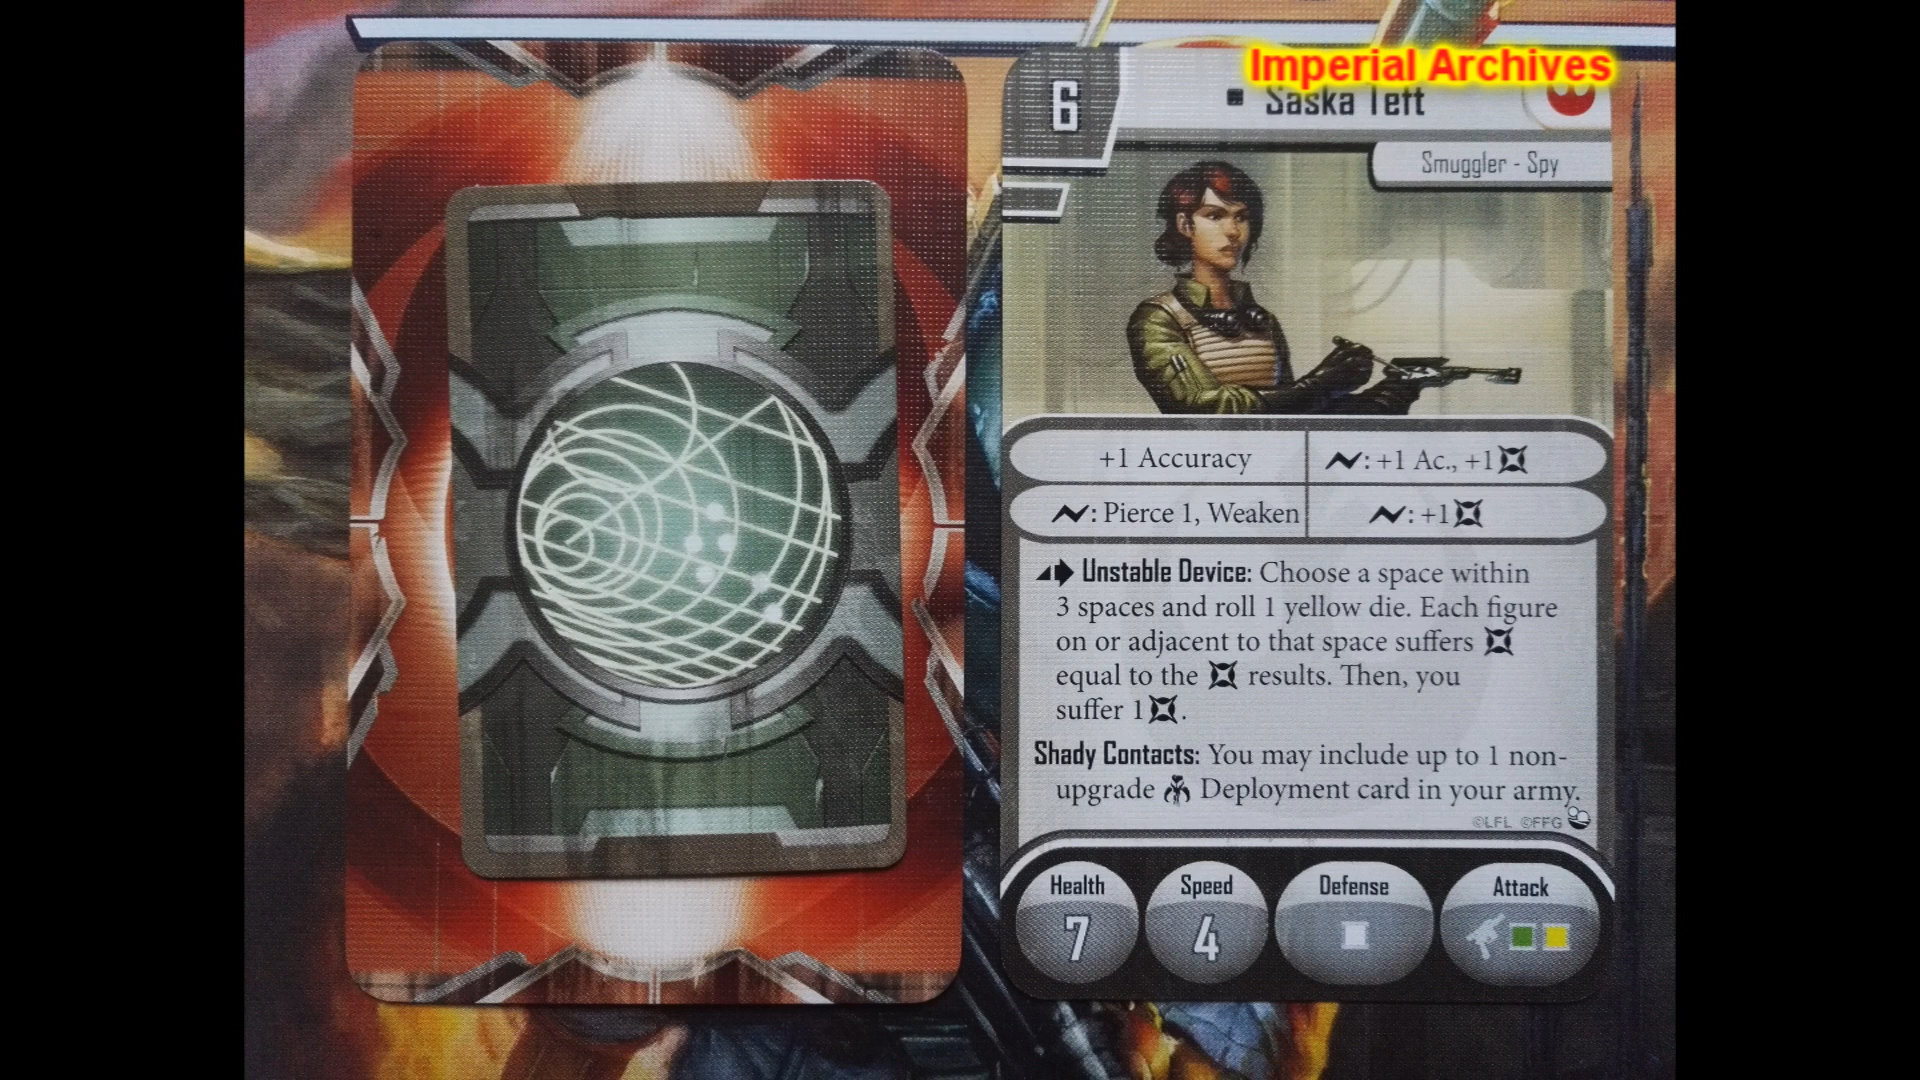 Imperial Archives
6
Saska Teft
Smuggler - Spy
+1 Accuracy
: +1 Ac., +1
: Pierce 1, Weaken
: +1
Unstable Device: Choose a space within
3 spaces and roll 1 yellow die. Each figure
on or adjacent to that space suffers
equal to the results. Then, you
suffer 1 .
Shady Contacts: You may include up to 1 non-
upgrade Deployment card in your army.
©LFL ©FFG
Health
7
Speed
4
Defense
Attack